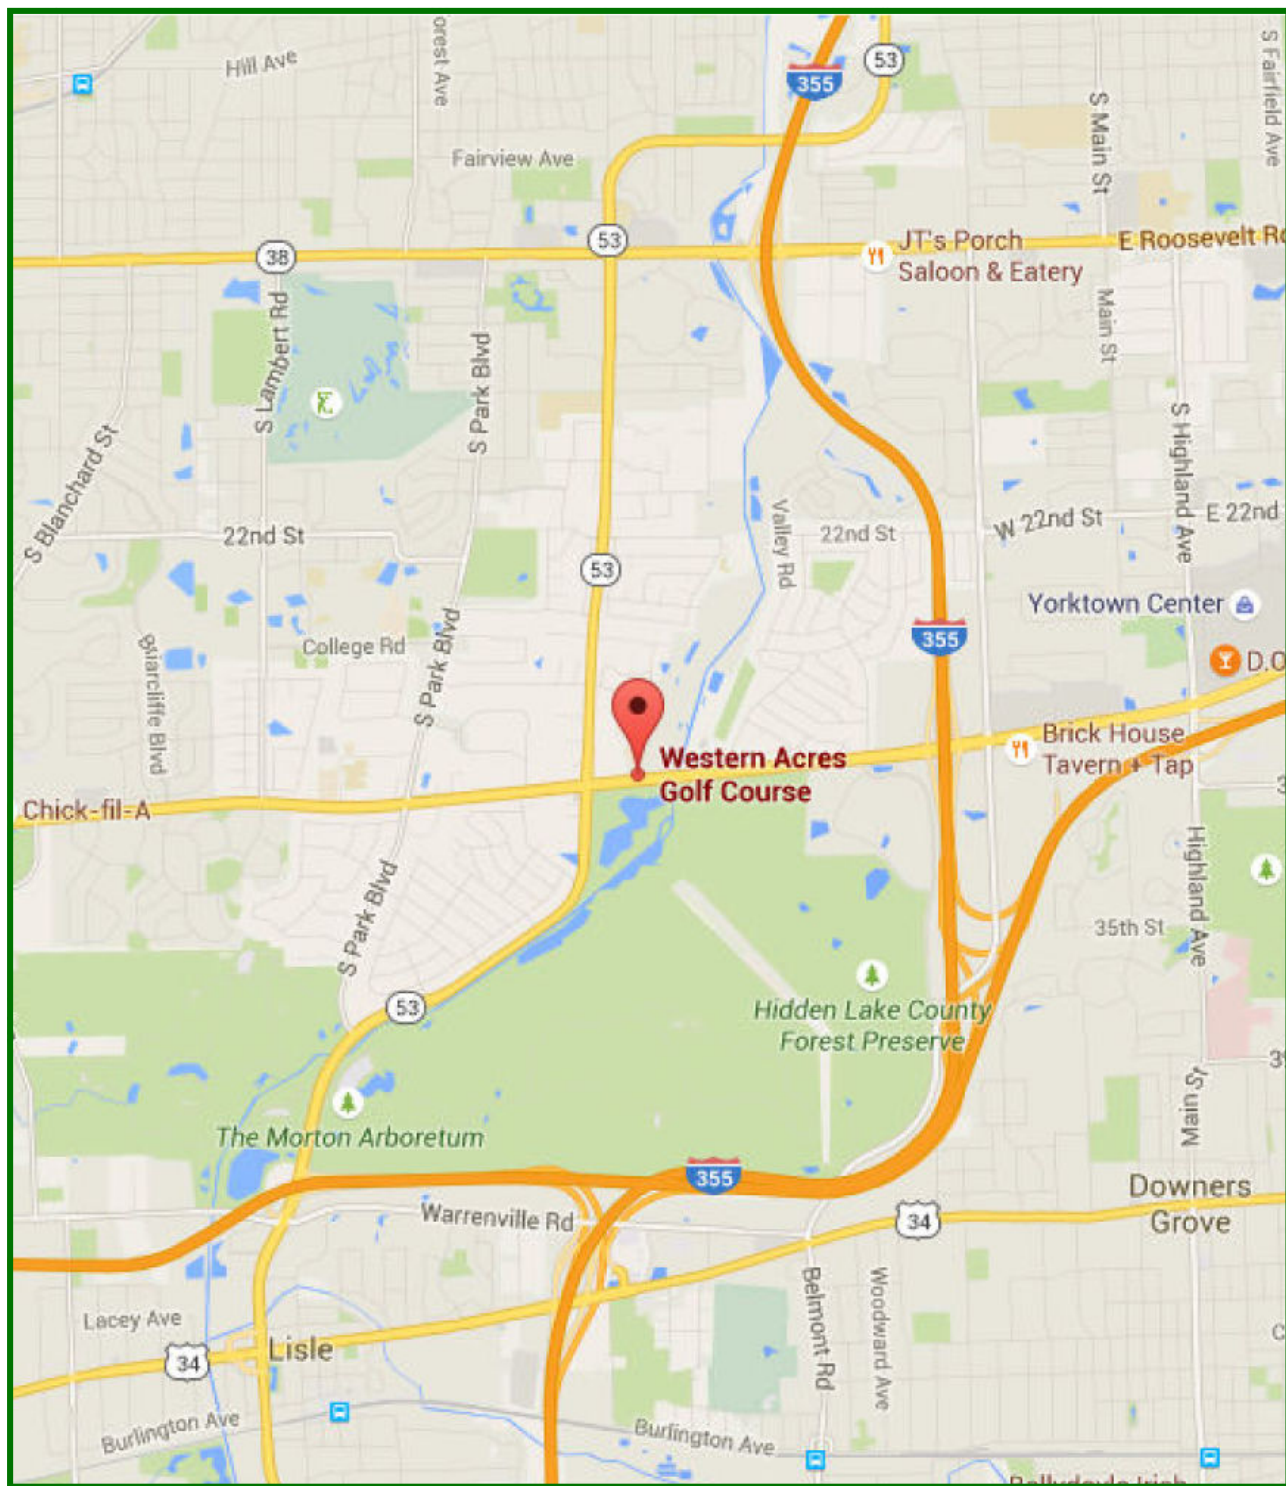 Hill Ave
orest Ave
355
53
S Main St
S Fairfield Ave
Fairview Ave
38
53
JT's Porch
Saloon & Eatery
E Roosevelt Rd
S Lambert Rd
S Park Blvd
Main St
S Blanchard St
S Highland Ave
22nd St
53
Valley Rd
22nd St
W 22nd St
E 22nd
Yorktown Center
355
Briarcliffe Blvd
College Rd
S Park Blvd
D.O
Western Acres
Golf Course
Brick House
Tavern + Tap
Chick-fil-A
3
S Park Blvd
Highland Ave
35th St
53
Hidden Lake County
Forest Preserve
39
The Morton Arboretum
Main St
355
Downers
Grove
Warrenville Rd
34
Belmont Rd
Woodward Ave
Lacey Ave
34
Lisle
Burlington Ave
Burlington Ave